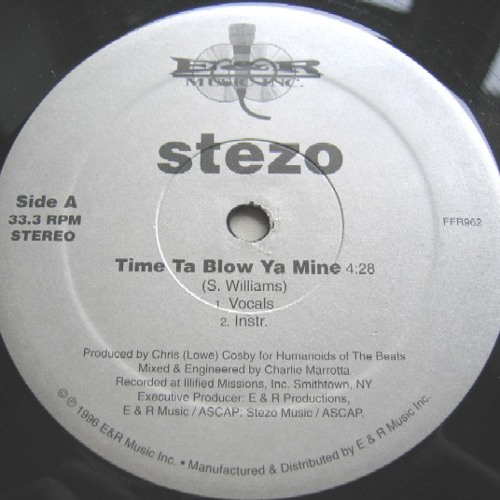 E&R
MUSIC INC.
stezo
Side A
33.3 RPM
STEREO
FFR962
Time Ta Blow Ya Mine 4:28
(S. Williams)
1. Vocals
2. Instr.
Produced by Chris (Lowe) Cosby for Humanoids of The Beats
Mixed & Engineered by Charlie Marrotta
Recorded at Illified Missions, Inc. Smithtown, NY
Executive Producer: E & R Productions,
E & R Music / ASCAP. Stezo Music / ASCAP.
© ℗ 1996 E&R Music Inc. • Manufactured & Distributed by E & R Music Inc.